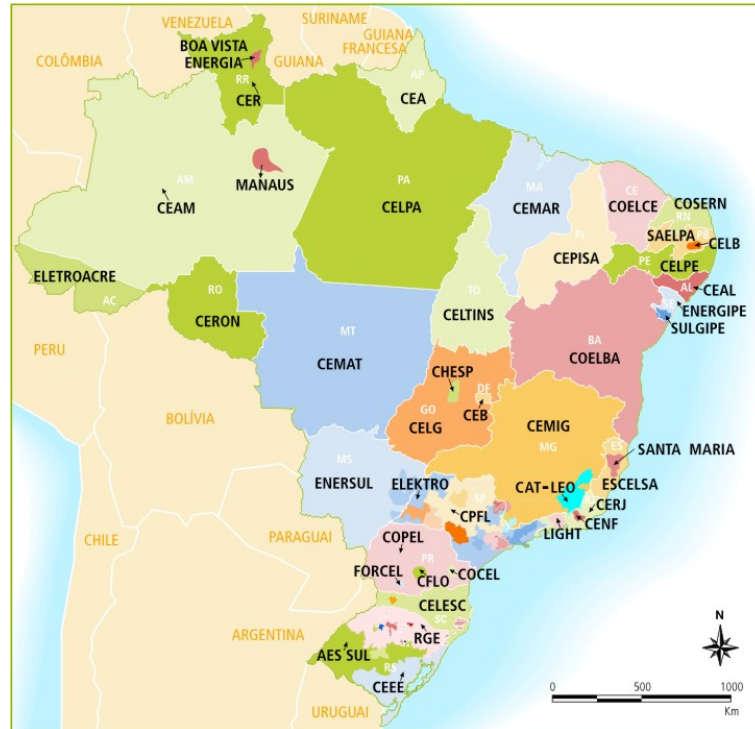 VENEZUELA
SURINAME
GUIANA
FRANCESA
COLÔMBIA
BOA VISTA
ENERGIA
GUIANA
RR
CER
AP
CEA
AM
MANAUS
CEAM
PA
CELPA
MA
CEMAR
CE
COELCE
COSERN
RN
PI
CEPISA
SAELPA
PB
CELB
PE
CELPE
AL
CEAL
SE
ENERGIPE
SULGIPE
ELETROACRE
AC
RO
CERON
TO
CELTINS
MT
CEMAT
BA
COELBA
PERU
BOLÍVIA
CHESP
DF
CEB
GO
CELG
CEMIG
MG
ES
SANTA MARIA
ESCELSA
MS
ENERSUL
ELEKTRO
SP
CPFL
CAT-LEO
CERJ
CENF
LIGHT
PARAGUAI
CHILE
COPEL
PR
FORCEL
CFLO
COCEL
CELESC
SC
ARGENTINA
RGE
AES SUL
RS
CEEE
URUGUAI
N
0 500 1000
Km